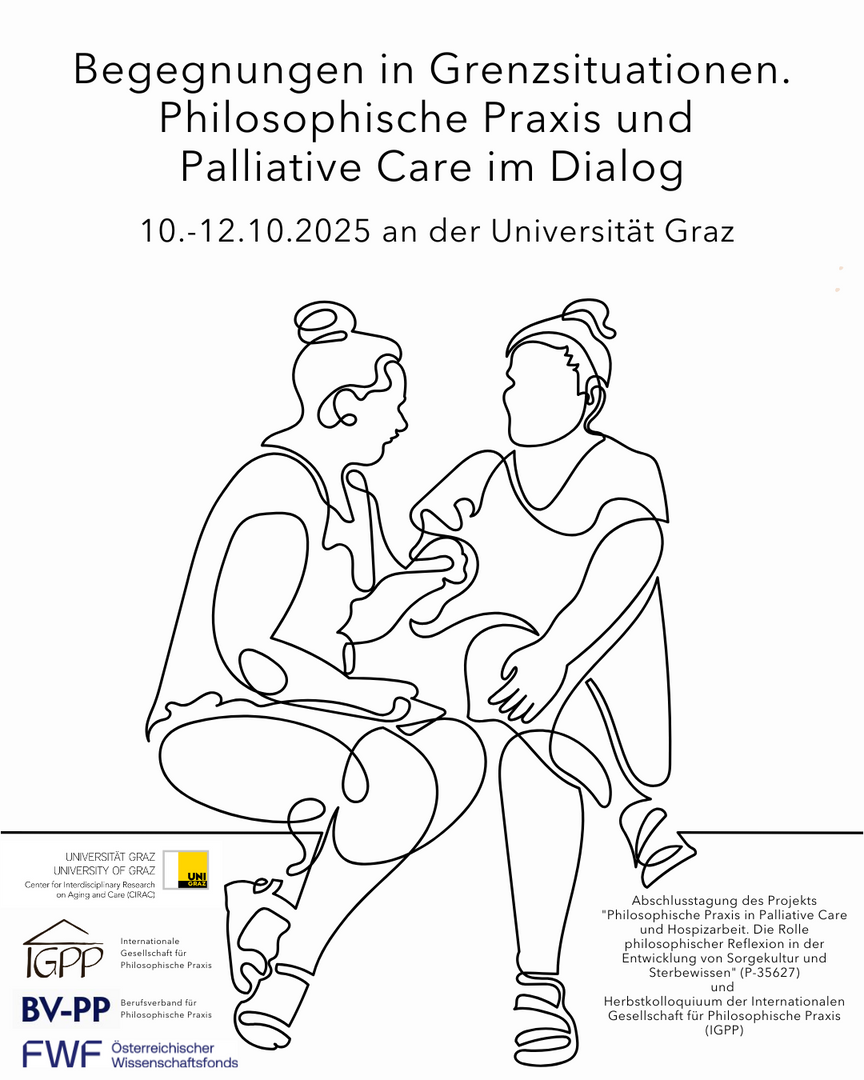 Begegnungen in Grenzsituationen.
Philosophische Praxis und
Palliative Care im Dialog
10.-12.10.2025 an der Universität Graz
UNIVERSITÄT GRAZ
UNIVERSITY OF GRAZ
Center for Interdisciplinary Research
on Aging and Care (CIRAC)
UNI
GRAZ
IGPP
Internationale
Gesellschaft für
Philosophische Praxis
BV-PP
Berufsverband für
Philosophische Praxis
FWF
Österreichischer
Wissenschaftsfonds
Abschlusstagung des Projekts
"Philosophische Praxis in Palliative Care
und Hospizarbeit. Die Rolle
philosophischer Reflexion in der
Entwicklung von Sorgekultur und
Sterbewissen" (P-35627)
und
Herbstkolloquiuum der Internationalen
Gesellschaft für Philosophische Praxis
(IGPP)